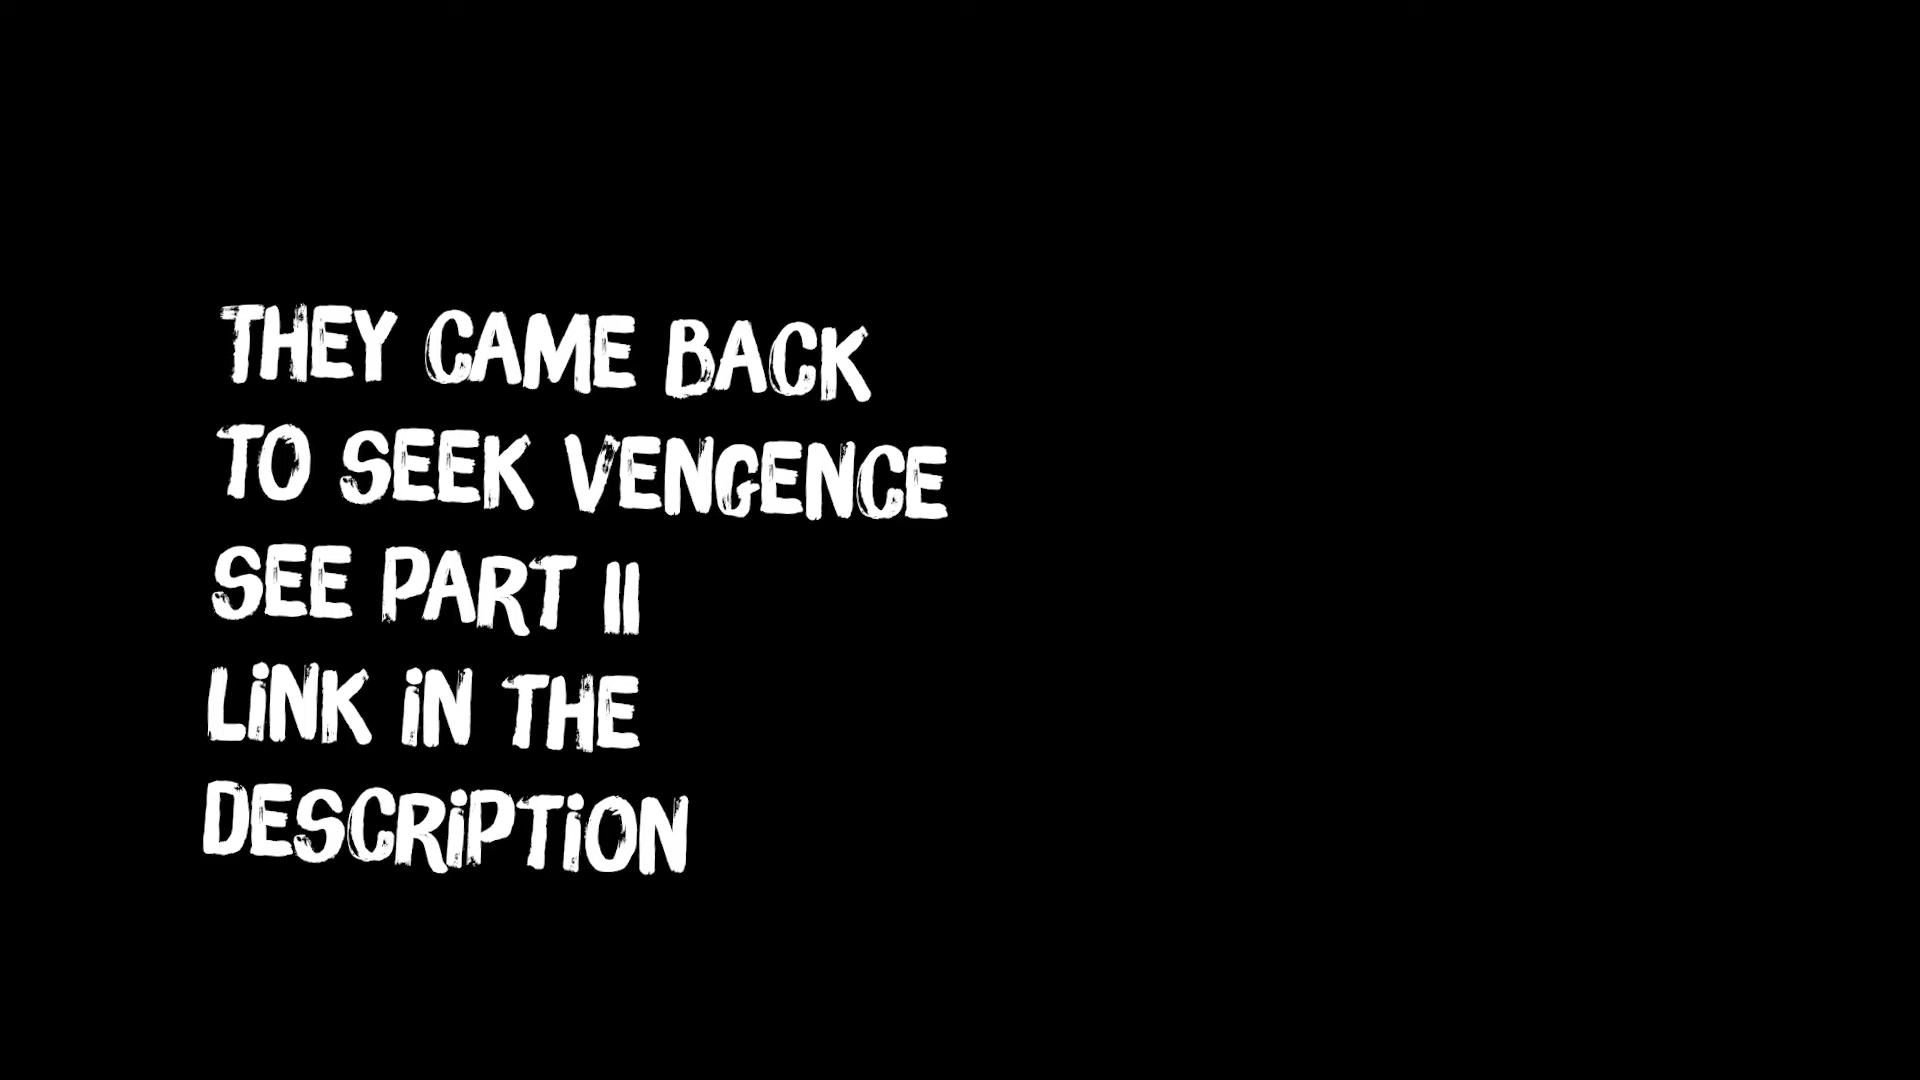 THEY CAME BACK
TO SEEK VENGENCE
SEE PART II
LiNK iN THE
DESCRiPTiON